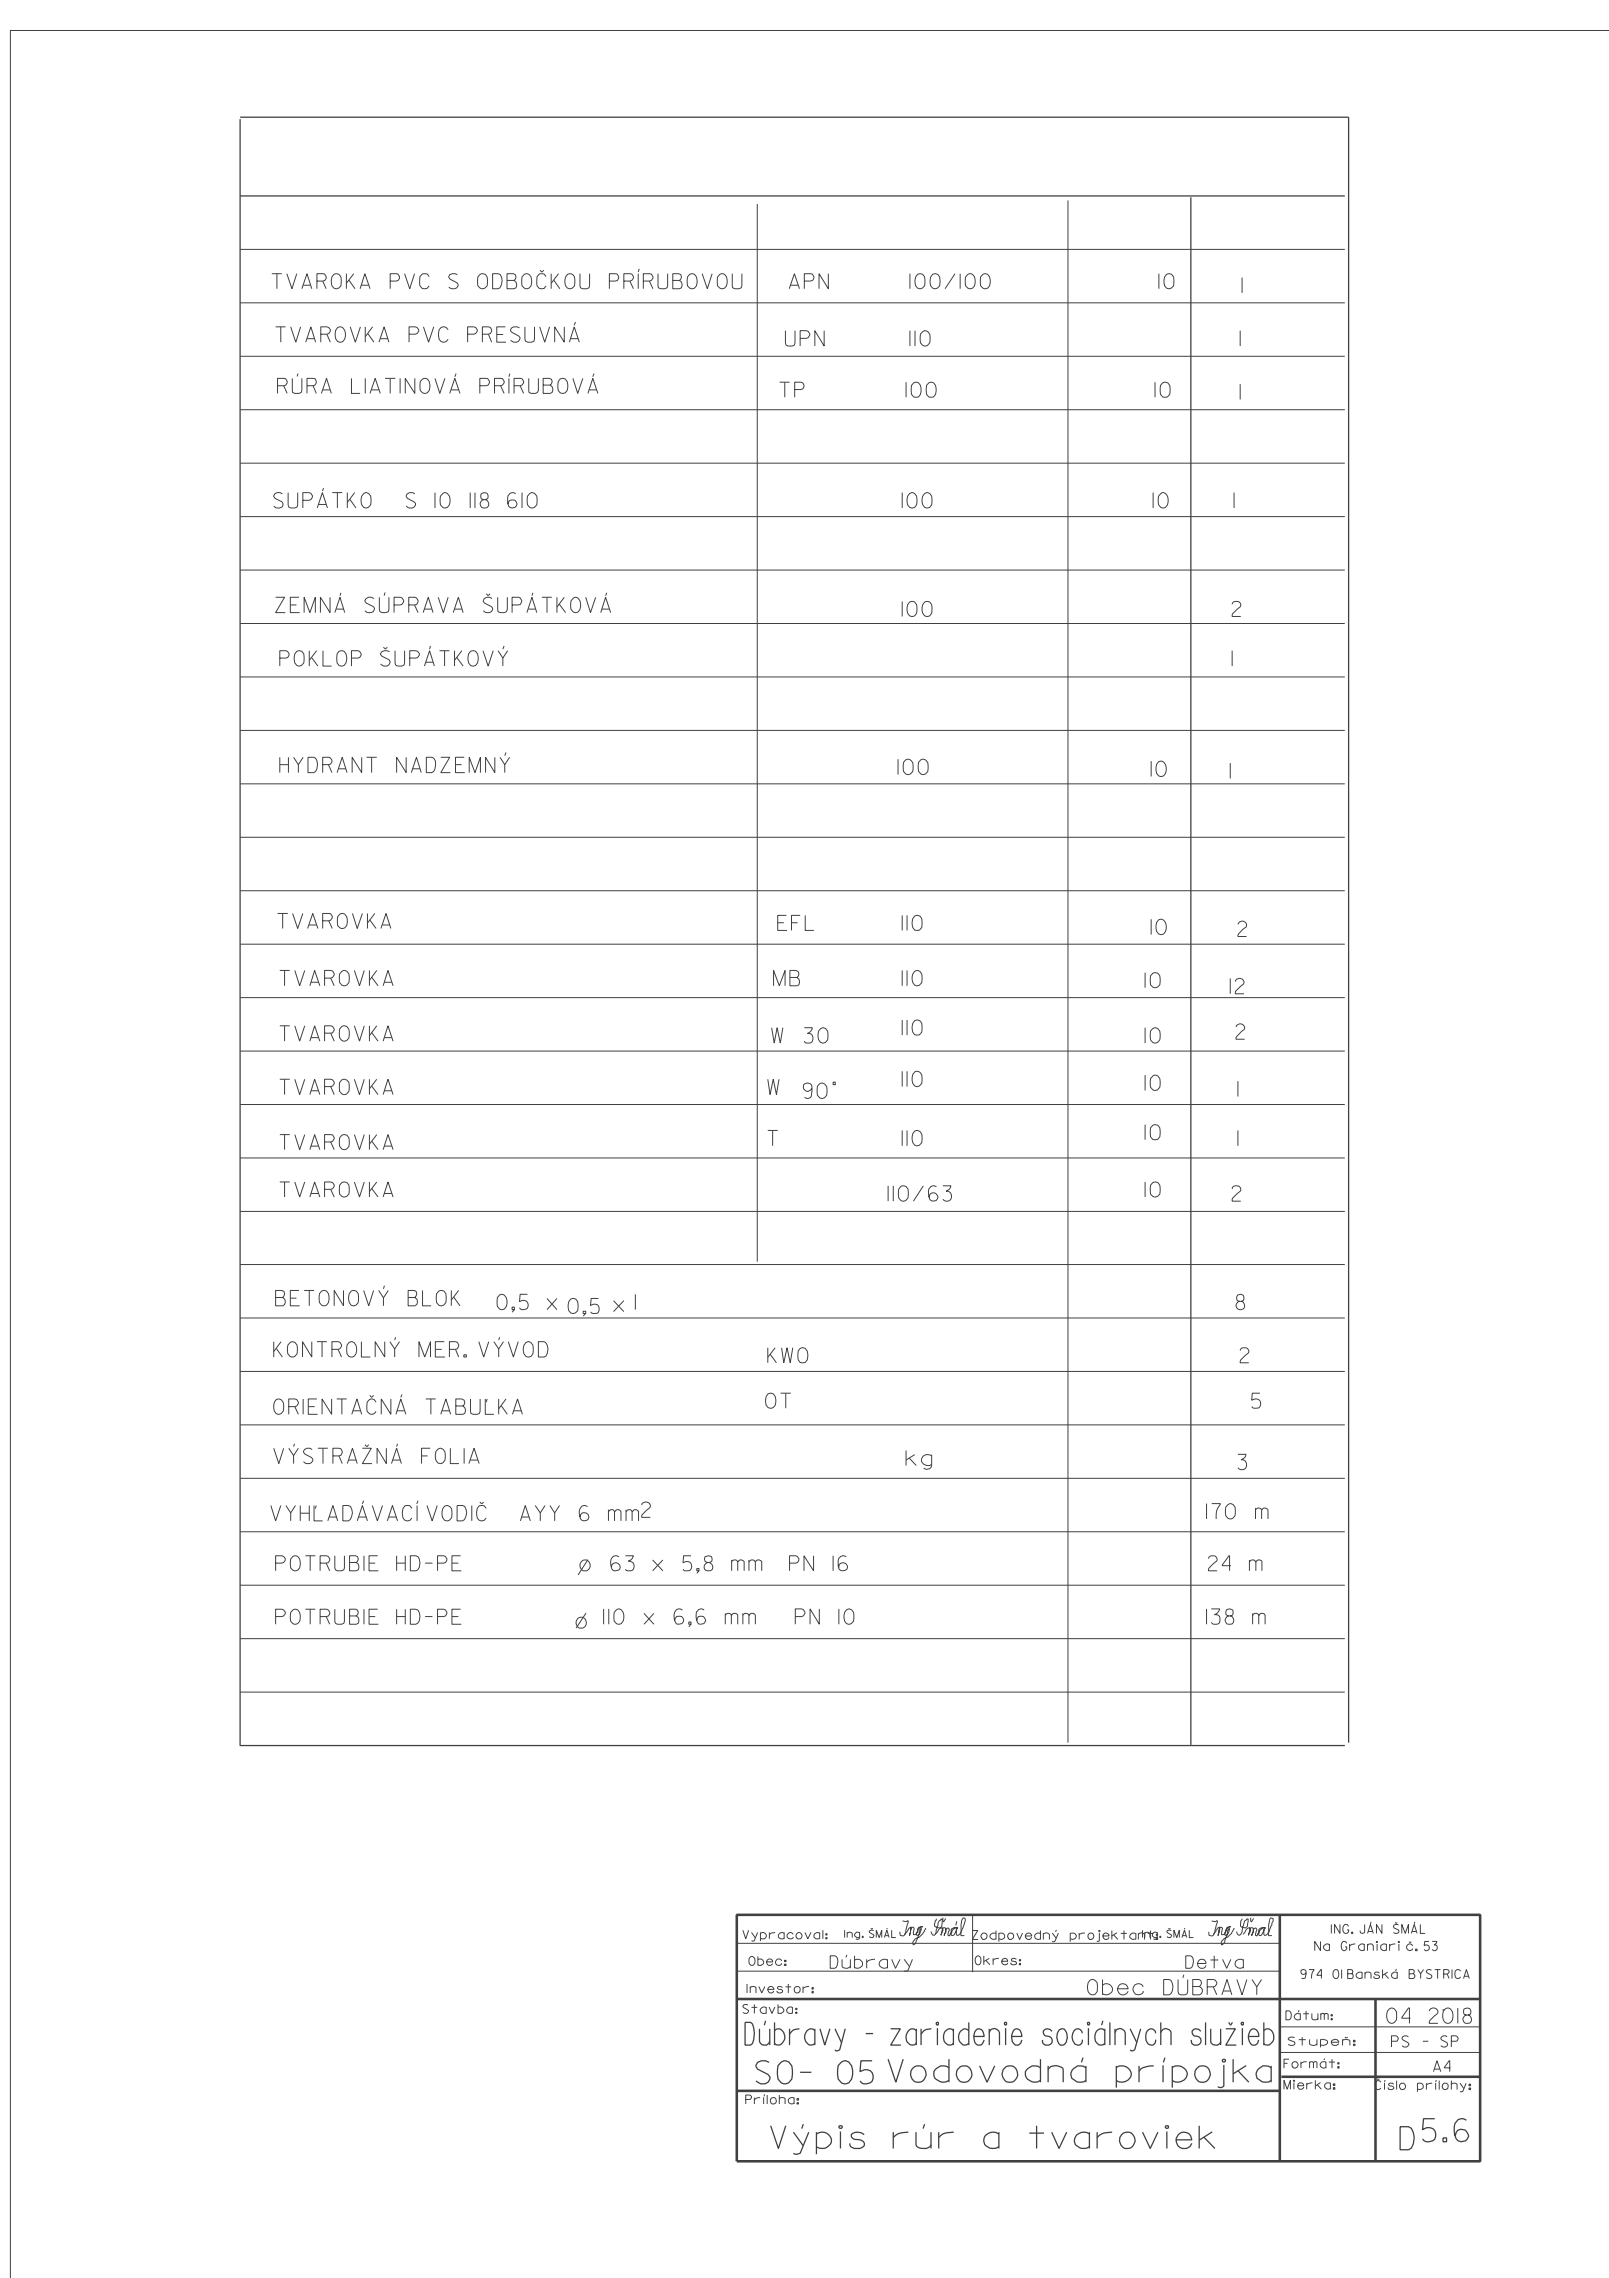 TVAROKA PVC S ODBOČKOU PRÍRUBOVOU APN 100/100 10 1
TVAROVKA PVC PRESUVNÁ UPN 110 1
RÚRA LIATINOVÁ PRÍRUBOVÁ TP 100 10 1
SUPÁTKO S 10 118 610 100 10 1
ZEMNÁ SÚPRAVA ŠUPÁTKOVÁ 100 2
POKLOP ŠUPÁTKOVÝ 1
HYDRANT NADZEMNÝ 100 10 1
TVAROVKA EFL 110 10 2
TVAROVKA MB 110 10 12
TVAROVKA W 30 110 10 2
TVAROVKA W 90° 110 10 1
TVAROVKA T 110 10 1
TVAROVKA 110/63 10 2
BETONOVÝ BLOK 0,5 x 0,5 x 1 8
KONTROLNÝ MER. VÝVOD KWO 2
ORIENTAČNÁ TABUĽKA OT 5
VÝSTRAŽNÁ FOLIA kg 3
VYHĽADÁVACÍ VODIČ AYY 6 mm2 170 m
POTRUBIE HD-PE ø 63 x 5,8 mm PN 16 24 m
POTRUBIE HD-PE ø 110 x 6,6 mm PN 10 138 m
Vypracoval: Ing. ŠMÁL Ing Šmál Zodpovedný projektant: Ing. ŠMÁL Ing Šmal
Obec: Dúbravy Okres: Detva
Investor: Obec DÚBRAVY
ING. JÁN ŠMÁL
Na Graniari č. 53
974 01 Banská BYSTRICA
Stavba:
Dúbravy - zariadenie sociálnych služieb
SO- 05 Vodovodná prípojka
Dátum: 04 2018
Stupeň: PS - SP
Formát: A4
Mierka: Číslo prílohy:
D 5.6
Príloha:
Výpis rúr a tvaroviek